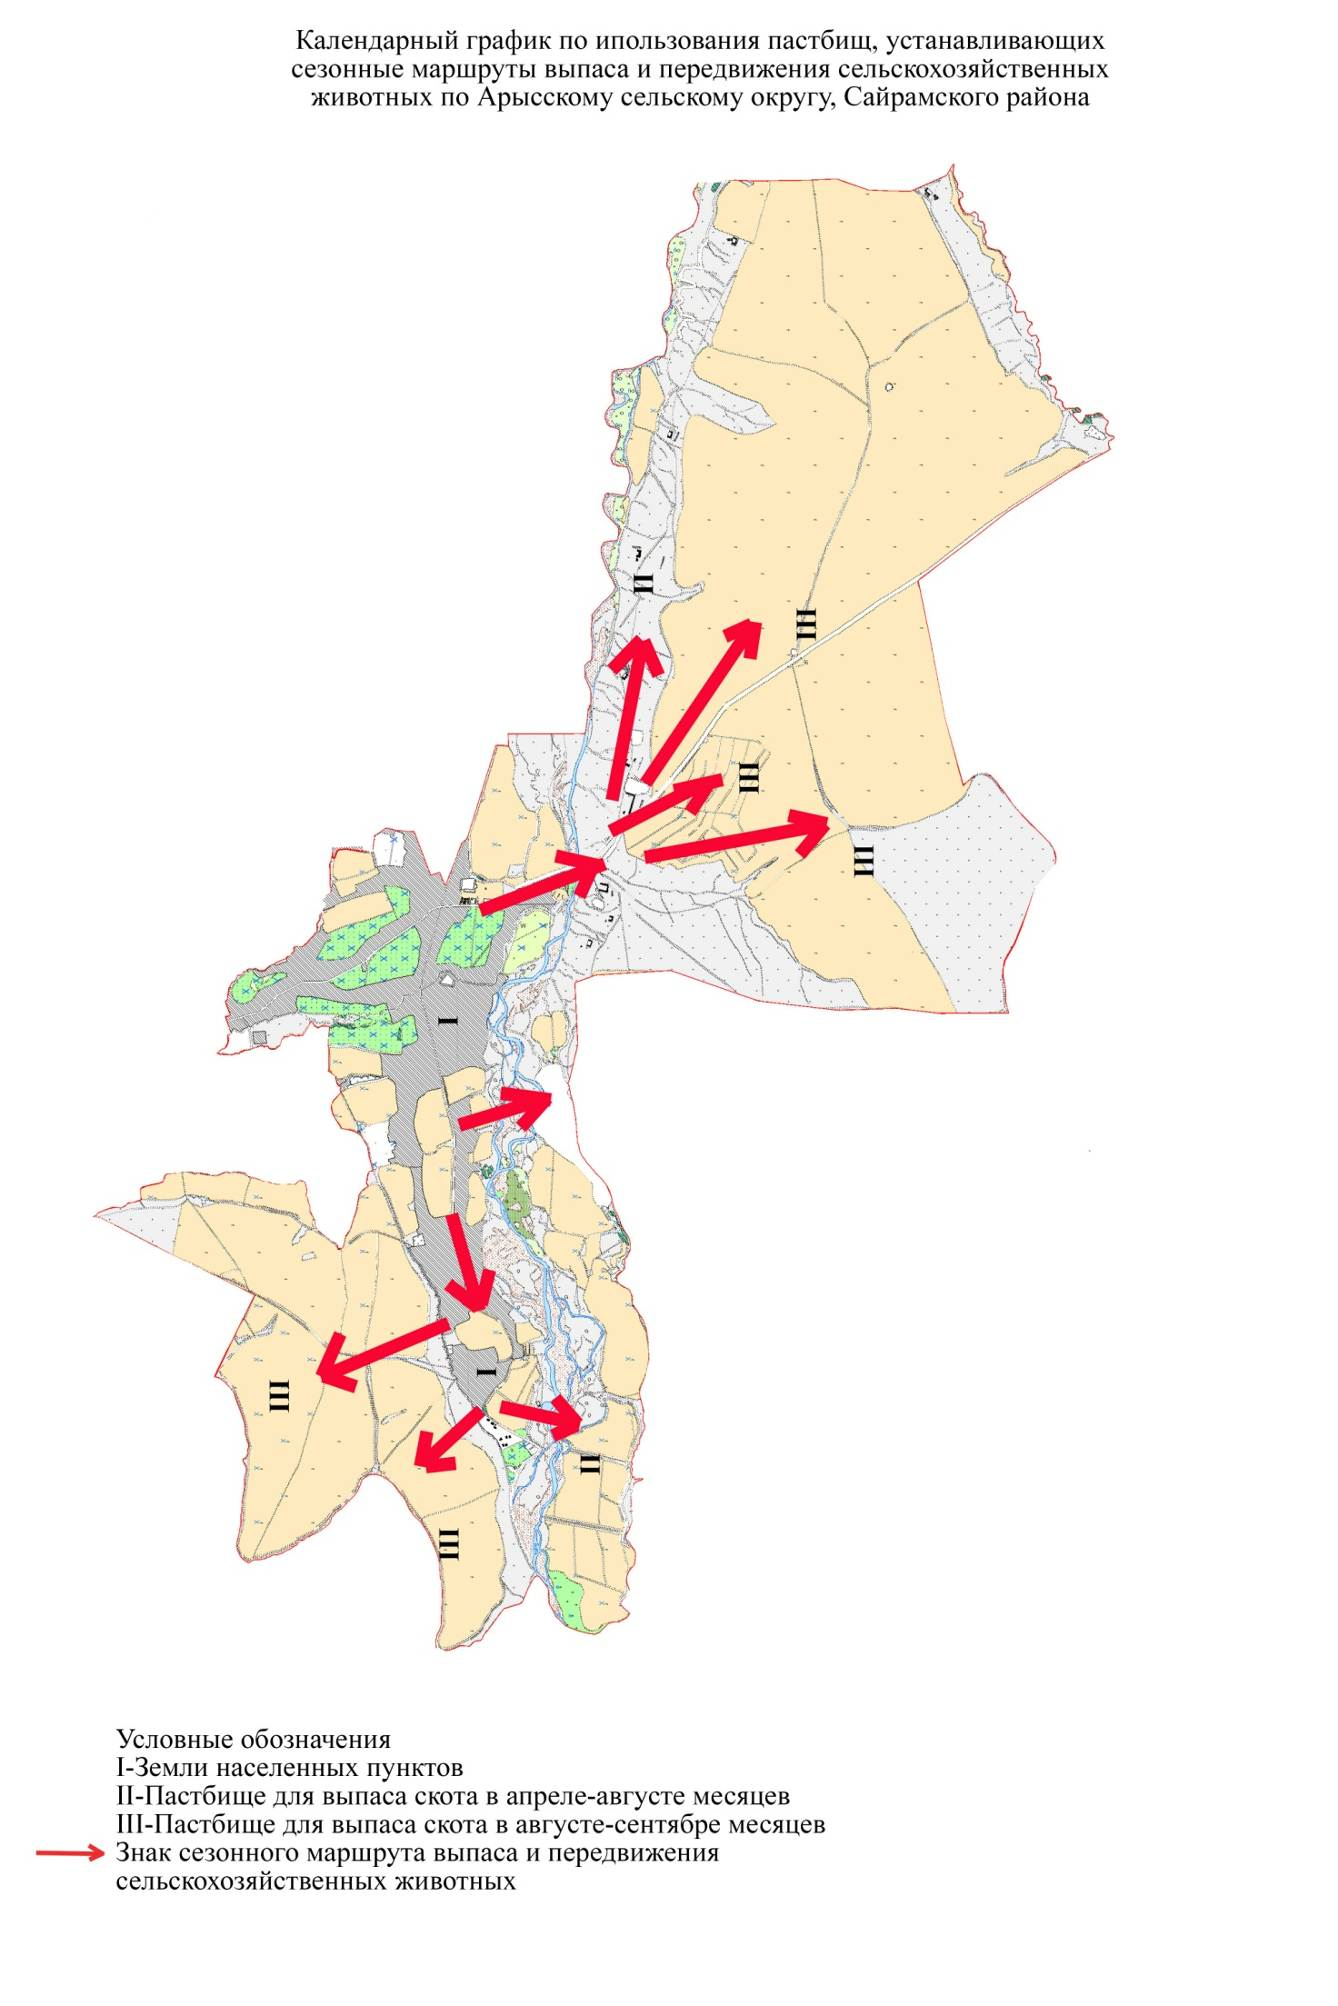 Календарный график по ипользования пастбищ, устанавливающих
сезонные маршруты выпаса и передвижения сельскохозяйственных
животных по Арысскому сельскому округу, Сайрамского района
II
III
III
III
I
I
III
II
III
Условные обозначения
I-Земли населенных пунктов
II-Пастбище для выпаса скота в апреле-августе месяцев
III-Пастбище для выпаса скота в августе-сентябре месяцев
Знак сезонного маршрута выпаса и передвижения
сельскохозяйственных животных